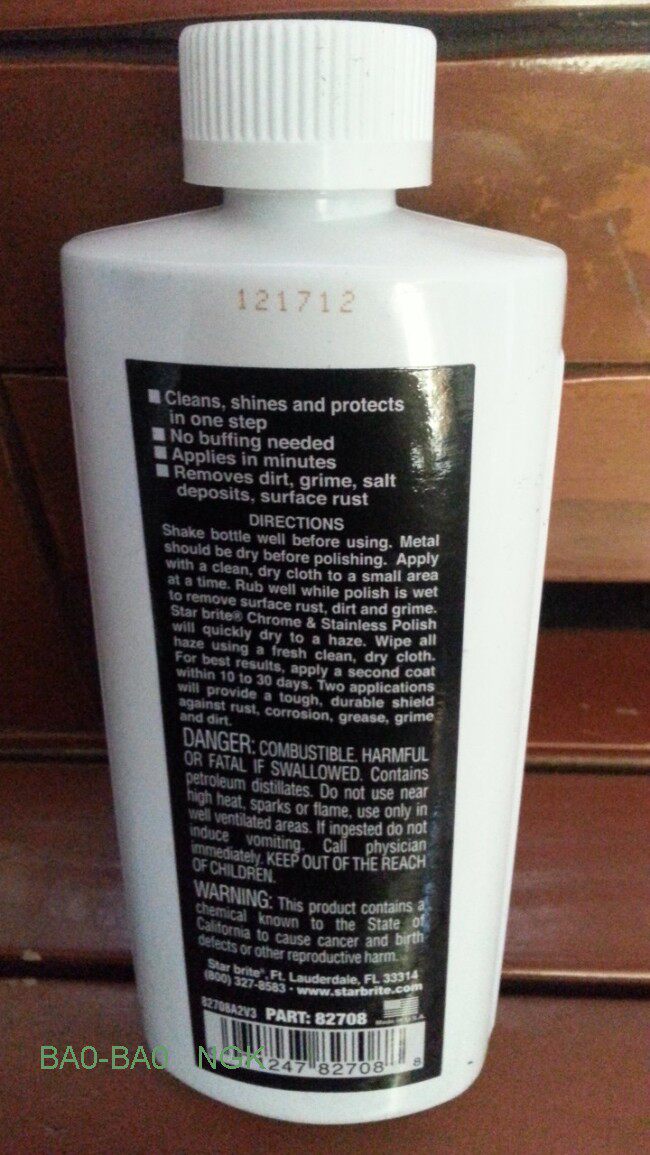 121712
Cleans, shines and protects
in one step
No buffing needed
Applies in minutes
Removes dirt, grime, salt
deposits, surface rust
DIRECTIONS
Shake bottle well before using. Metal
should be dry before polishing. Apply
with a clean, dry cloth to a small area
at a time. Rub well while polish is wet
to remove surface rust, dirt and grime.
Star brite® Chrome & Stainless Polish
will quickly dry to a haze. Wipe all
haze using a fresh clean, dry cloth.
For best results, apply a second coat
within 10 to 30 days. Two applications
will provide a tough, durable shield
against rust, corrosion, grease, grime
and dirt.
DANGER: COMBUSTIBLE. HARMFUL
OR FATAL IF SWALLOWED. Contains
petroleum distillates. Do not use near
high heat, sparks or flame, use only in
well ventilated areas. If ingested do not
induce vomiting. Call physician
immediately. KEEP OUT OF THE REACH
OF CHILDREN.
WARNING: This product contains a
chemical known to the State of
California to cause cancer and birth
defects or other reproductive harm.
Star brite®, Ft. Lauderdale, FL 33314
(800) 327-8583 · www.starbrite.com
82708A2V3 PART: 82708 Made in U.S.A.
BA0-BA0 NGK
247 82708 8